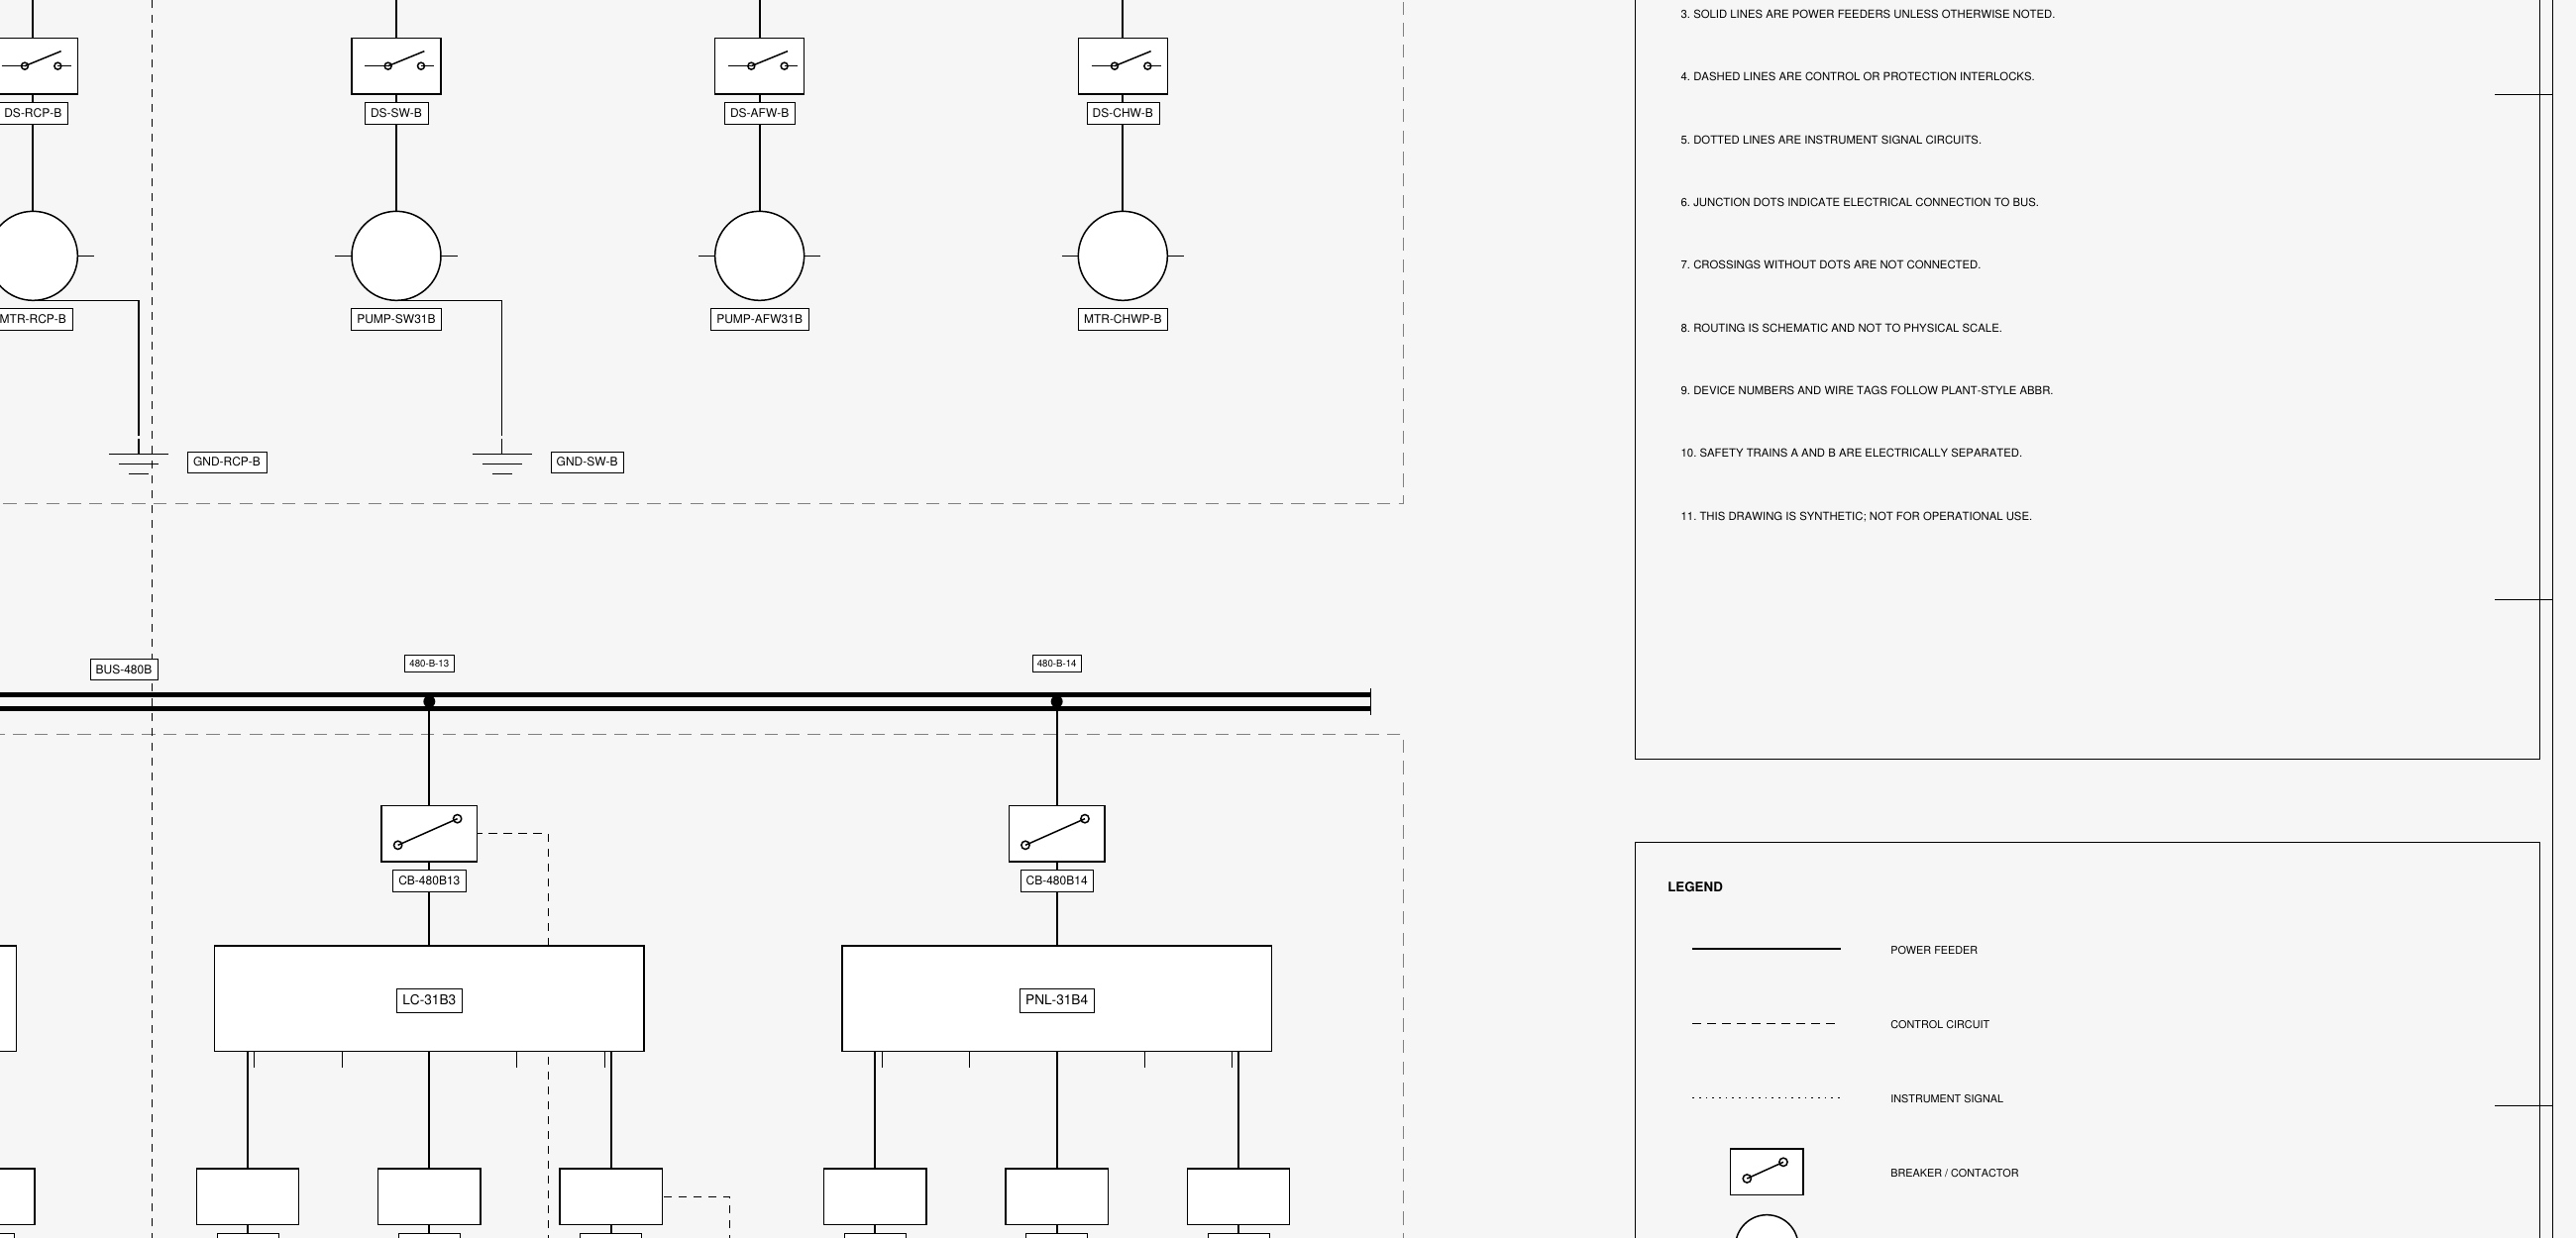 3. SOLID LINES ARE POWER FEEDERS UNLESS OTHERWISE NOTED.
4. DASHED LINES ARE CONTROL OR PROTECTION INTERLOCKS.
5. DOTTED LINES ARE INSTRUMENT SIGNAL CIRCUITS.
6. JUNCTION DOTS INDICATE ELECTRICAL CONNECTION TO BUS.
7. CROSSINGS WITHOUT DOTS ARE NOT CONNECTED.
8. ROUTING IS SCHEMATIC AND NOT TO PHYSICAL SCALE.
9. DEVICE NUMBERS AND WIRE TAGS FOLLOW PLANT-STYLE ABBR.
10. SAFETY TRAINS A AND B ARE ELECTRICALLY SEPARATED.
11. THIS DRAWING IS SYNTHETIC; NOT FOR OPERATIONAL USE.
DS-RCP-B
DS-SW-B
DS-AFW-B
DS-CHW-B
MTR-RCP-B
PUMP-SW31B
PUMP-AFW31B
MTR-CHWP-B
GND-RCP-B
GND-SW-B
BUS-480B
480-B-13
480-B-14
CB-480B13
CB-480B14
LC-31B3
PNL-31B4
LEGEND
POWER FEEDER
CONTROL CIRCUIT
INSTRUMENT SIGNAL
BREAKER / CONTACTOR